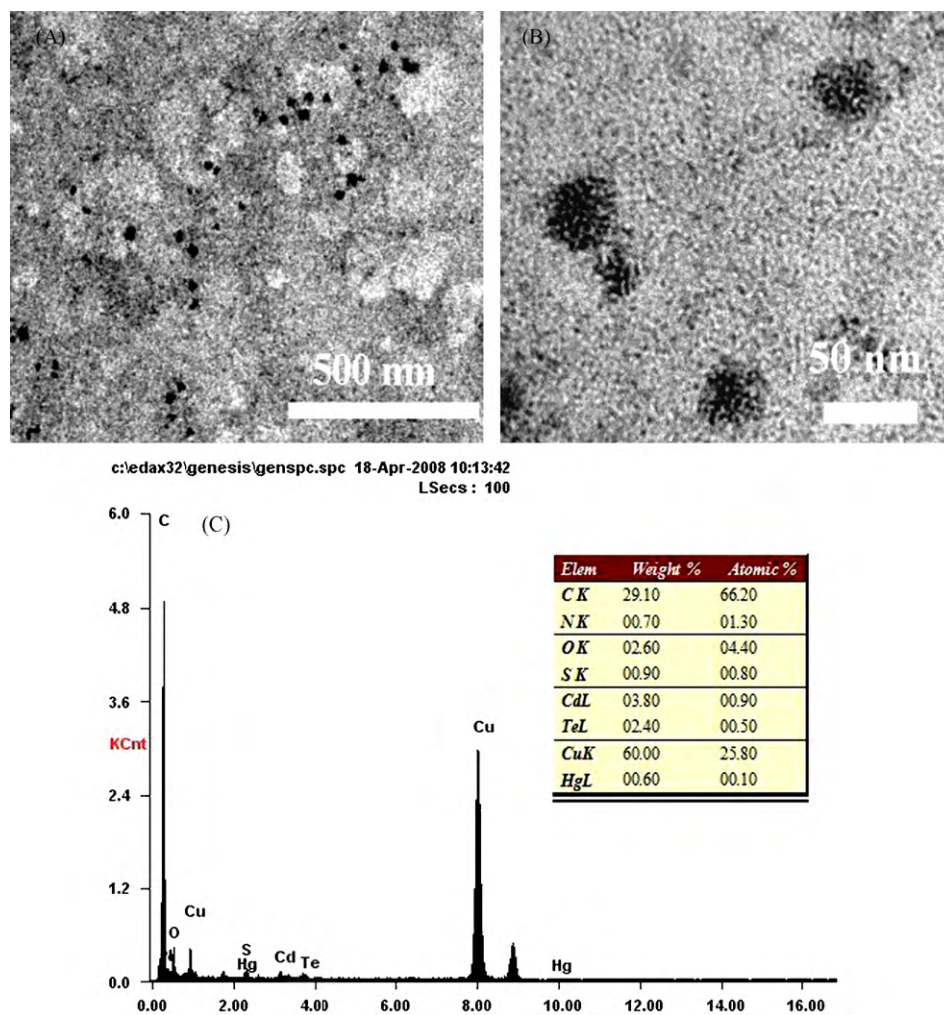 (A)
500 nm
(B)
50 nm
c:\edax32\genesis\genspc.spc 18-Apr-2008 10:13:42
LSecs : 100
6.0
C
(C)
4.8
3.6
KCnt
2.4
1.2
0.0
O
Cu
S
Hg
Cd
Te
Cu
Hg
0.00 2.00 4.00 6.00 8.00 10.00 12.00 14.00 16.00
Elem Weight % Atomic %
C K 29.10 66.20
N K 00.70 01.30
O K 02.60 04.40
S K 00.90 00.80
CdL 03.80 00.90
TeL 02.40 00.50
CuK 60.00 25.80
HgL 00.60 00.10